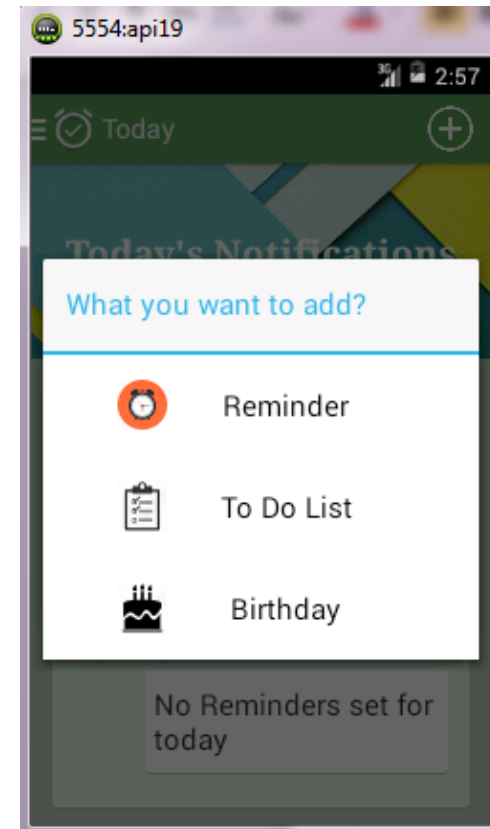 5554:api19
3G 2:57
Today
Today's Notifications
What you want to add?
Reminder
To Do List
Birthday
No Reminders set for
today